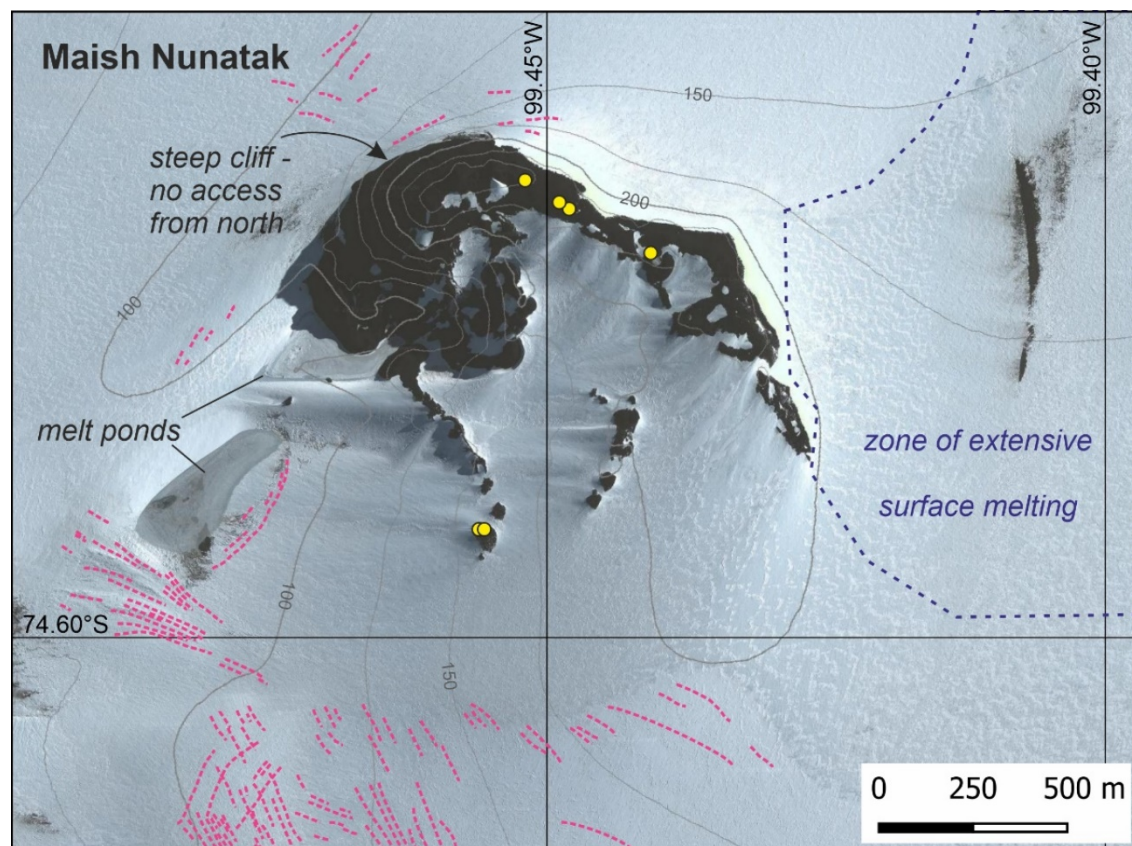 Maish Nunatak
99.45°W
99.40°W
150
steep cliff -
no access
from north
200
100
melt ponds
zone of extensive
surface melting
100
74.60°S
150
0 250 500 m